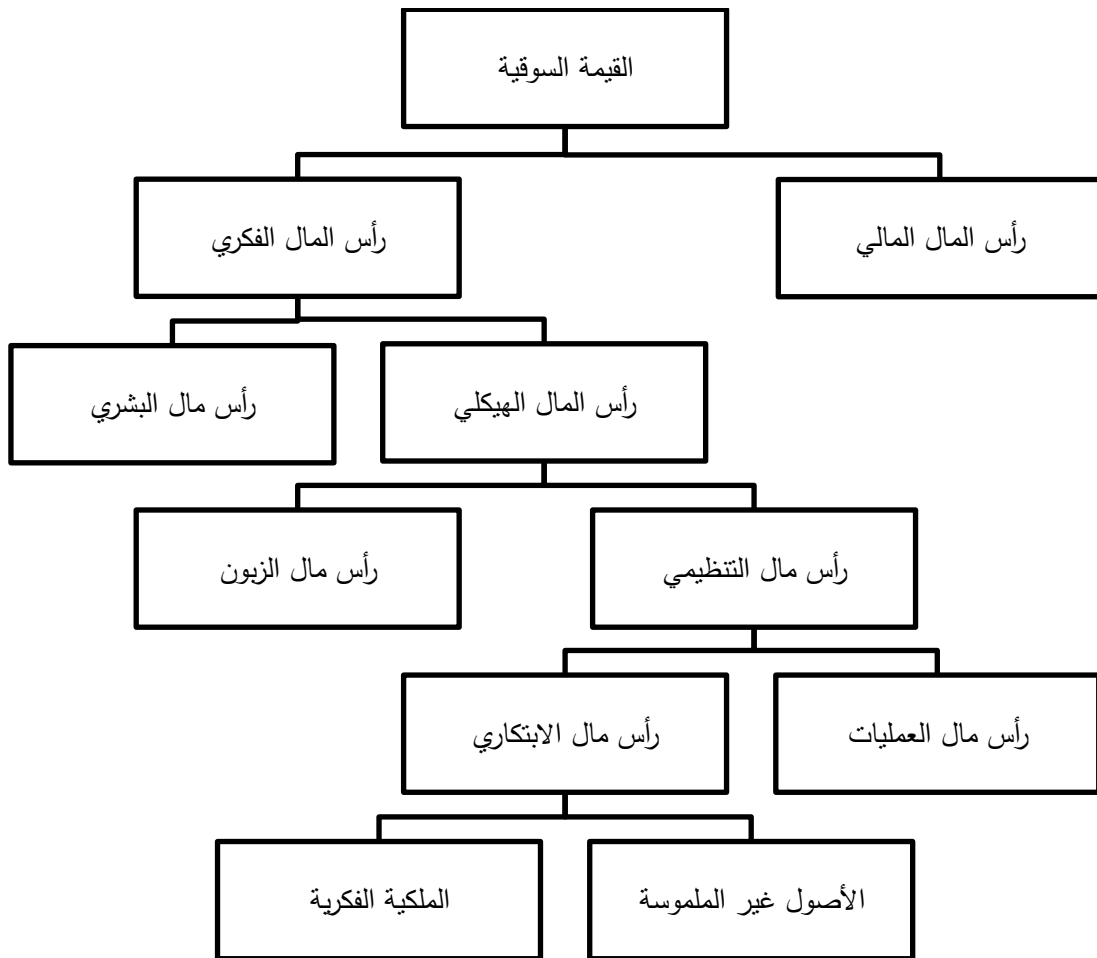 القيمة السوقية
رأس المال المالي
رأس المال الفكري
رأس المال الهيكلي
رأس مال البشري
رأس مال التنظيمي
رأس مال الزبون
رأس مال العمليات
رأس مال الابتكاري
الأصول غير الملموسة
الملكية الفكرية